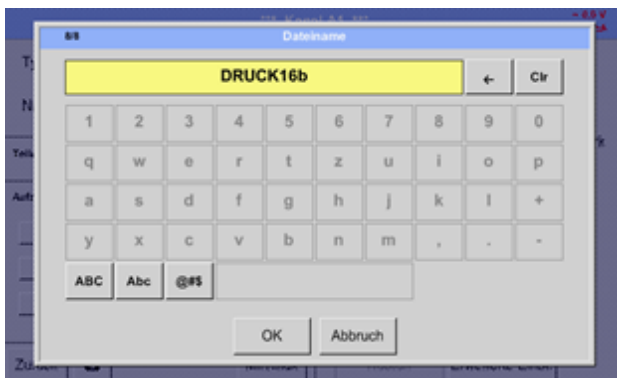 8/8 Dateiname
DRUCK16b ← Clr
1 2 3 4 5 6 7 8 9 0
q w e r t z u i o p
a s d f g h j k l +
y x c v b n m , . -
ABC Abc @#$
OK Abbruch